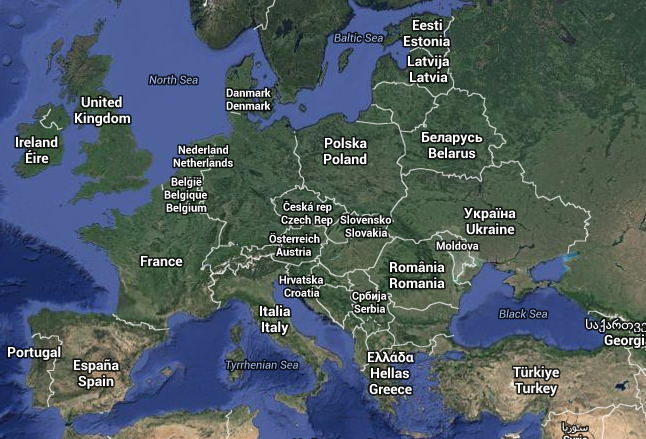 Eesti
Estonia
Baltic Sea
Latvija
Latvia
North Sea
Danmark
Denmark
United
Kingdom
Ireland
Éire
Беларусь
Belarus
Polska
Poland
Nederland
Netherlands
België
Belgique
Belgium
Česká rep
Czech Rep
Slovensko
Slovakia
Україна
Ukraine
Österreich
Austria
Moldova
France
România
Romania
Hrvatska
Croatia
Србија
Serbia
Italia
Italy
Black Sea
Georgi
Portugal
España
Spain
Tyrrhenian Sea
Ελλάδα
Hellas
Greece
Türkiye
Turkey
سوريا